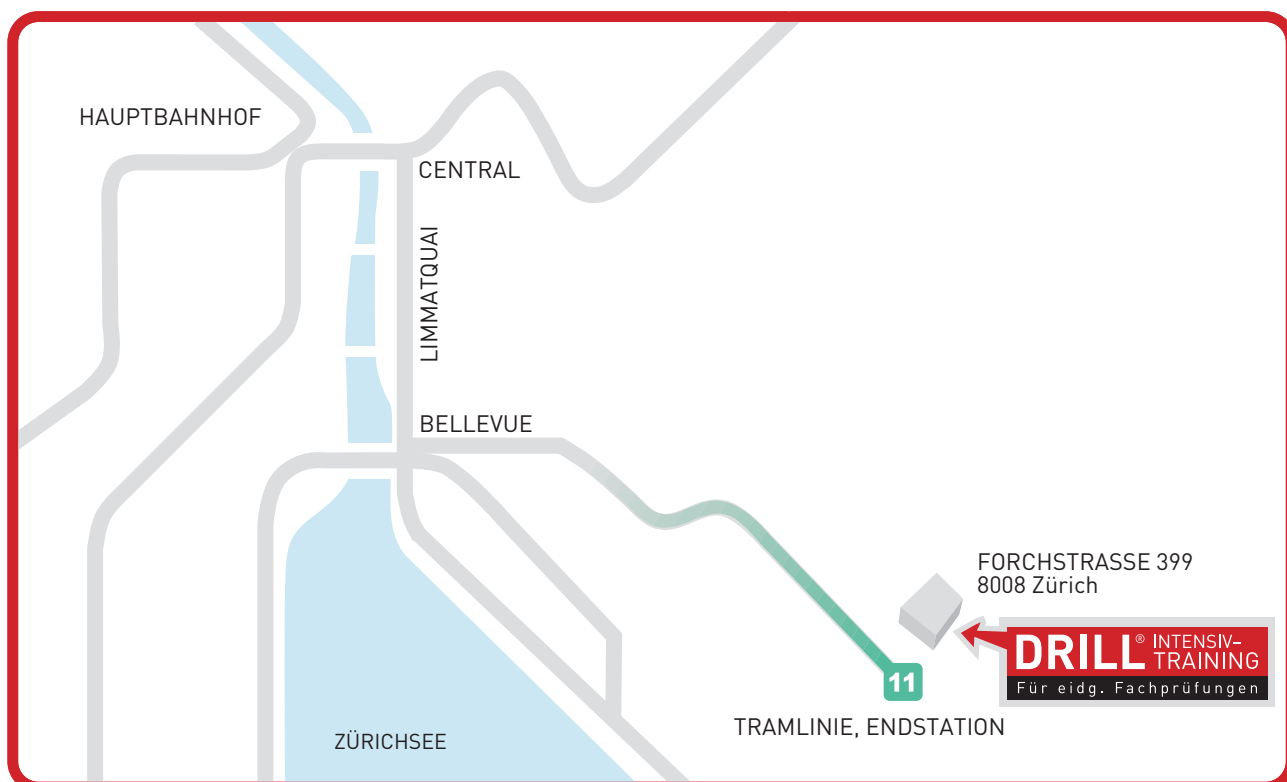 HAUPTBAHNHOF
CENTRAL
LIMMATQUAI
BELLEVUE
FORCHSTRASSE 399
8008 Zürich
DRILL® INTENSIV-
TRAINING
Für eidg. Fachprüfungen
11
TRAMLINIE, ENDSTATION
ZÜRICHSEE